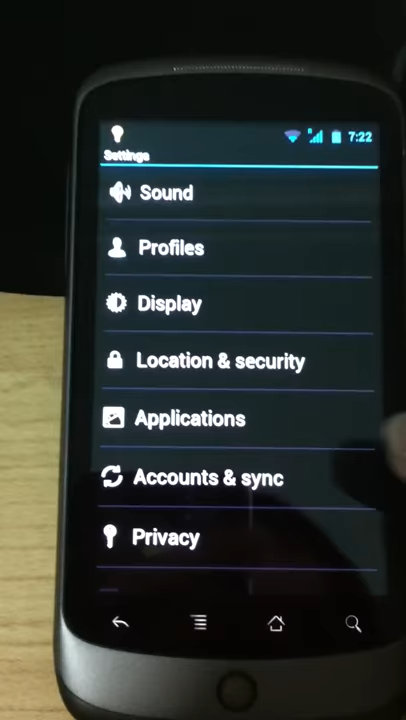 7:22
Settings
Sound
Profiles
Display
Location & security
Applications
Accounts & sync
Privacy